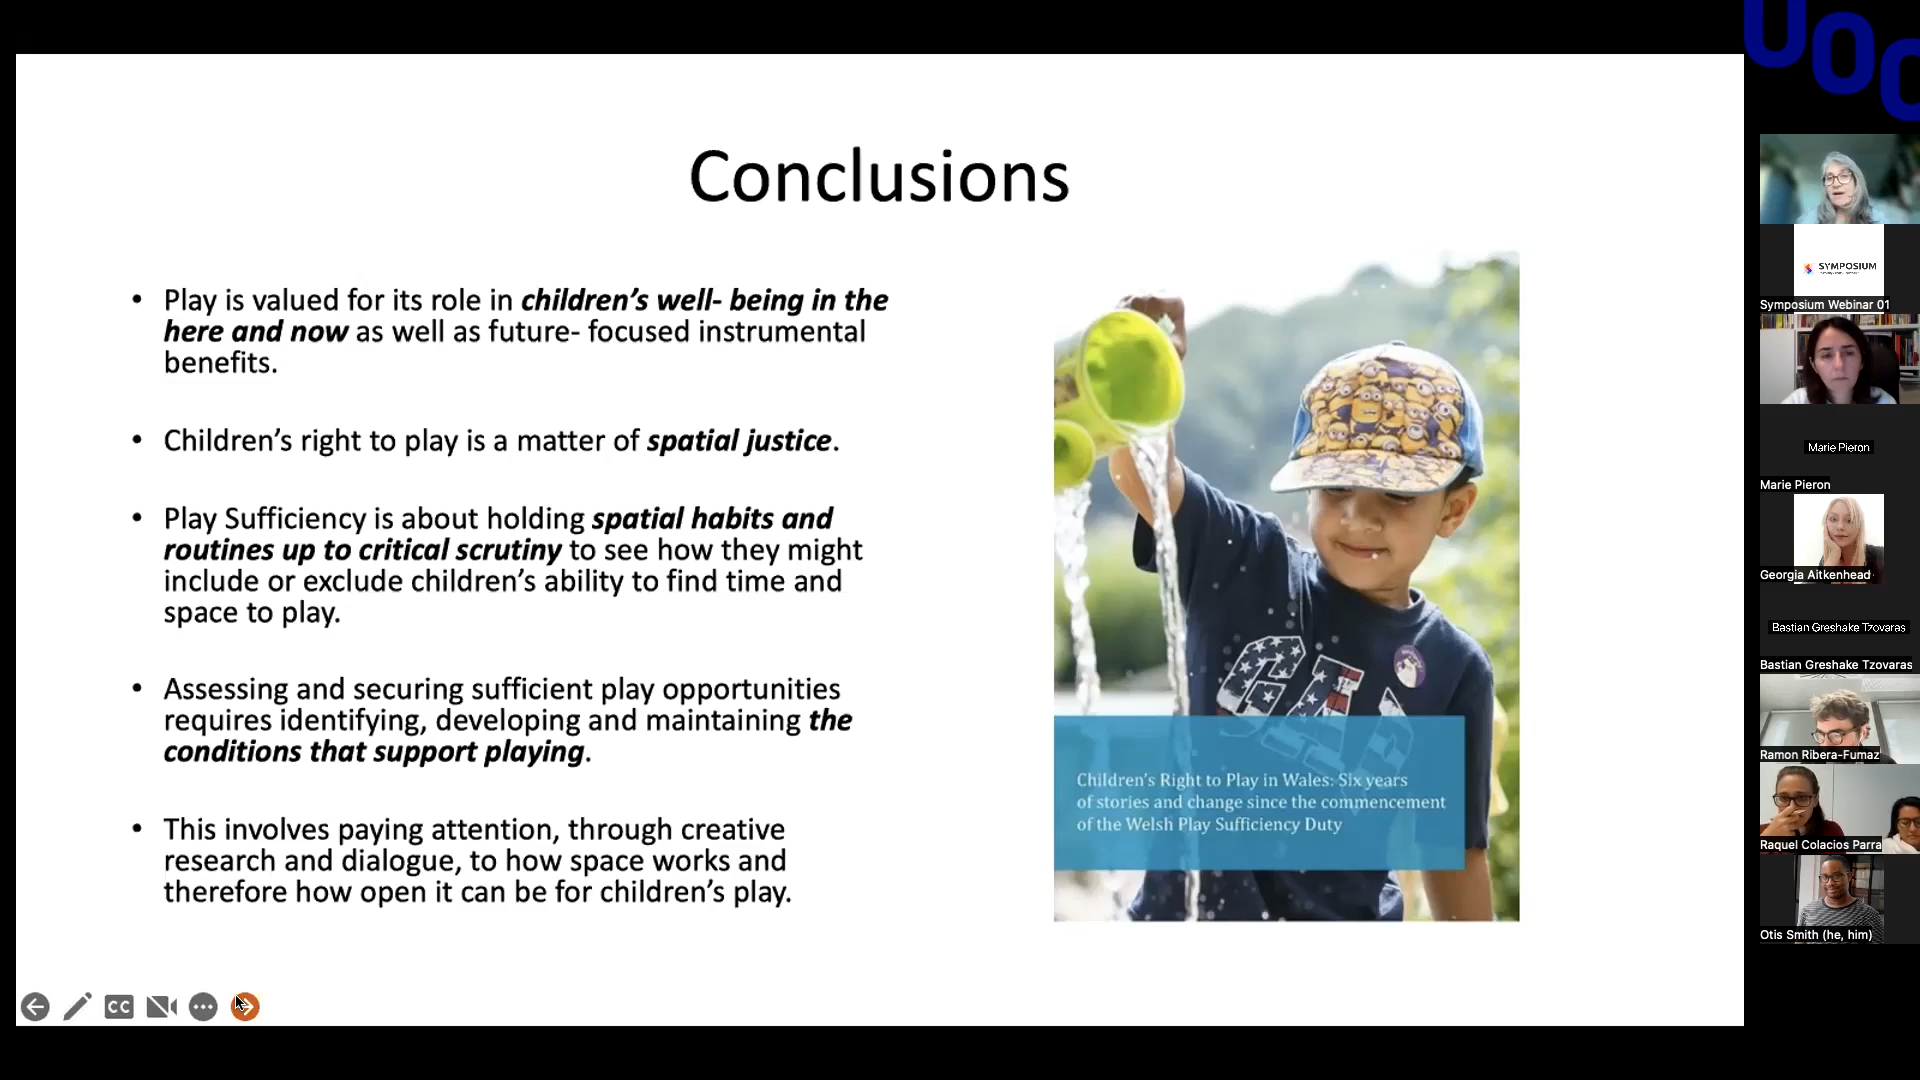 UOC
Conclusions
• Play is valued for its role in children’s well- being in the
here and now as well as future- focused instrumental
benefits.
• Children’s right to play is a matter of spatial justice.
• Play Sufficiency is about holding spatial habits and
routines up to critical scrutiny to see how they might
include or exclude children’s ability to find time and
space to play.
• Assessing and securing sufficient play opportunities
requires identifying, developing and maintaining the
conditions that support playing.
• This involves paying attention, through creative
research and dialogue, to how space works and
therefore how open it can be for children’s play.
GAP
Children’s Right to Play in Wales: Six years
of stories and change since the commencement
of the Welsh Play Sufficiency Duty
CC
SYMPOSIUM
Symposium Webinar 01
Marie Pieron
Marie Pieron
Georgia Aitkenhead
Bastian Greshake Tzovaras
Bastian Greshake Tzovaras
Ramon Ribera-Fumaz
Raquel Colacios Parra
Otis Smith (he, him)